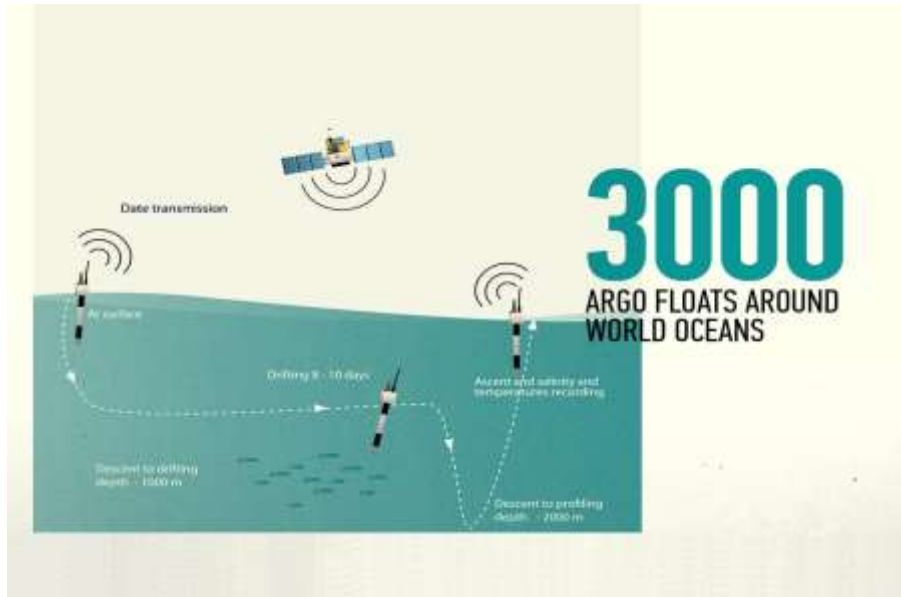 Date transmission
3000
ARGO FLOATS AROUND
WORLD OCEANS
At surface
Drifting 8 - 10 days
Ascent and salinity and
temperatures recording
Descent to drifting
depth - 1000 m
Descent to profiling
depth - 2000 m